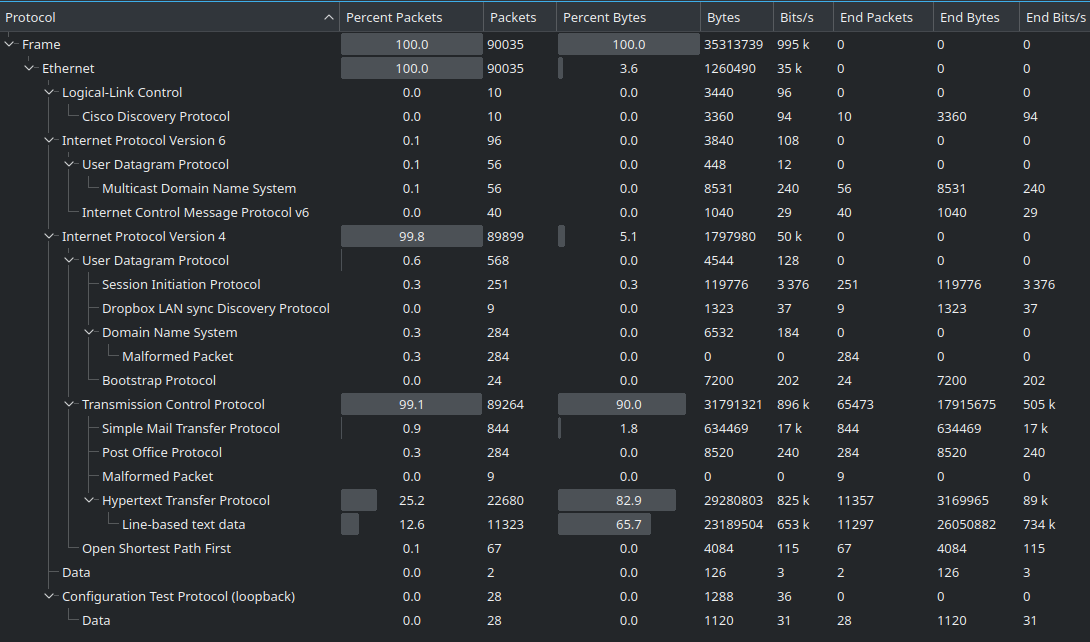 Protocol Percent Packets Packets Percent Bytes Bytes Bits/s End Packets End Bytes End Bits/s
Frame 100.0 90035 100.0 35313739 995 k 0 0 0
Ethernet 100.0 90035 3.6 1260490 35 k 0 0 0
Logical-Link Control 0.0 10 0.0 3440 96 0 0 0
Cisco Discovery Protocol 0.0 10 0.0 3360 94 10 3360 94
Internet Protocol Version 6 0.1 96 0.0 3840 108 0 0 0
User Datagram Protocol 0.1 56 0.0 448 12 0 0 0
Multicast Domain Name System 0.1 56 0.0 8531 240 56 8531 240
Internet Control Message Protocol v6 0.0 40 0.0 1040 29 40 1040 29
Internet Protocol Version 4 99.8 89899 5.1 1797980 50 k 0 0 0
User Datagram Protocol 0.6 568 0.0 4544 128 0 0 0
Session Initiation Protocol 0.3 251 0.3 119776 3 376 251 119776 3 376
Dropbox LAN sync Discovery Protocol 0.0 9 0.0 1323 37 9 1323 37
Domain Name System 0.3 284 0.0 6532 184 0 0 0
Malformed Packet 0.3 284 0.0 0 0 284 0 0
Bootstrap Protocol 0.0 24 0.0 7200 202 24 7200 202
Transmission Control Protocol 99.1 89264 90.0 31791321 896 k 65473 17915675 505 k
Simple Mail Transfer Protocol 0.9 844 1.8 634469 17 k 844 634469 17 k
Post Office Protocol 0.3 284 0.0 8520 240 284 8520 240
Malformed Packet 0.0 9 0.0 0 0 9 0 0
Hypertext Transfer Protocol 25.2 22680 82.9 29280803 825 k 11357 3169965 89 k
Line-based text data 12.6 11323 65.7 23189504 653 k 11297 26050882 734 k
Open Shortest Path First 0.1 67 0.0 4084 115 67 4084 115
Data 0.0 2 0.0 126 3 2 126 3
Configuration Test Protocol (loopback) 0.0 28 0.0 1288 36 0 0 0
Data 0.0 28 0.0 1120 31 28 1120 31